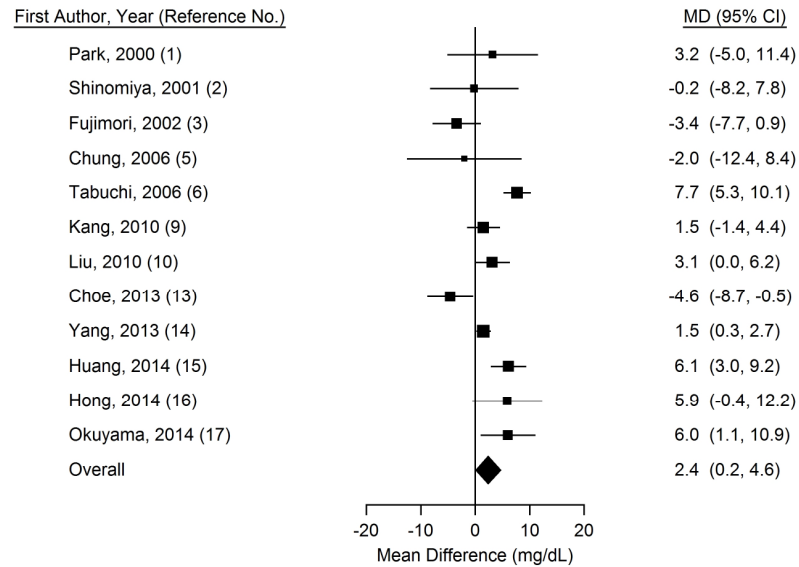 First Author, Year (Reference No.) MD (95% CI)
Park, 2000 (1) 3.2 (-5.0, 11.4)
Shinomiya, 2001 (2) -0.2 (-8.2, 7.8)
Fujimori, 2002 (3) -3.4 (-7.7, 0.9)
Chung, 2006 (5) -2.0 (-12.4, 8.4)
Tabuchi, 2006 (6) 7.7 (5.3, 10.1)
Kang, 2010 (9) 1.5 (-1.4, 4.4)
Liu, 2010 (10) 3.1 (0.0, 6.2)
Choe, 2013 (13) -4.6 (-8.7, -0.5)
Yang, 2013 (14) 1.5 (0.3, 2.7)
Huang, 2014 (15) 6.1 (3.0, 9.2)
Hong, 2014 (16) 5.9 (-0.4, 12.2)
Okuyama, 2014 (17) 6.0 (1.1, 10.9)
Overall 2.4 (0.2, 4.6)
-20 -10 0 10 20
Mean Difference (mg/dL)